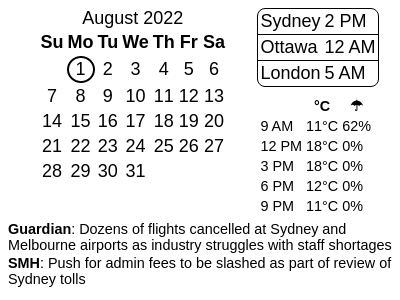 August 2022
Su Mo Tu We Th Fr Sa
1 2 3 4 5 6
7 8 9 10 11 12 13
14 15 16 17 18 19 20
21 22 23 24 25 26 27
28 29 30 31
Sydney 2 PM
Ottawa 12 AM
London 5 AM
°C ☂
9 AM 11°C 62%
12 PM 18°C 0%
3 PM 18°C 0%
6 PM 12°C 0%
9 PM 11°C 0%
Guardian: Dozens of flights cancelled at Sydney and
Melbourne airports as industry struggles with staff shortages
SMH: Push for admin fees to be slashed as part of review of
Sydney tolls